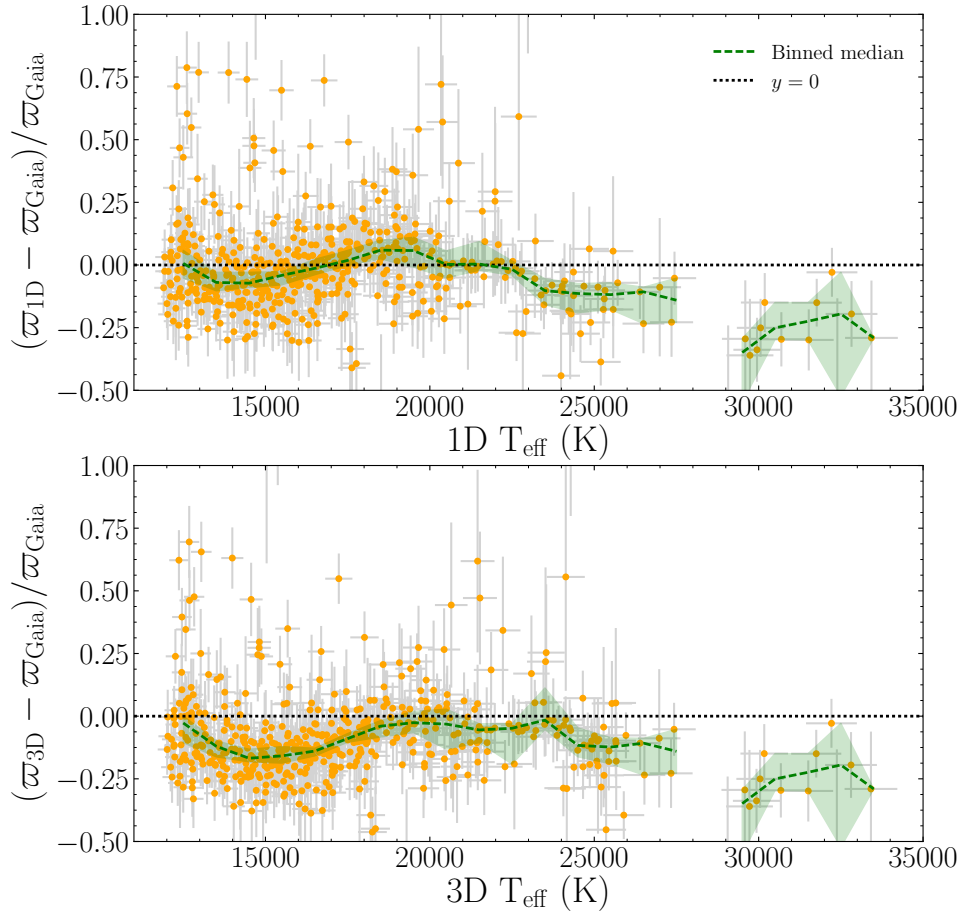 1.00
0.75
0.50
0.25
0.00
−0.25
−0.50
(ϖ1D − ϖGaia)/ϖGaia
Binned median
y = 0
15000 20000 25000 30000 35000
1D Teff (K)
1.00
0.75
0.50
0.25
0.00
−0.25
−0.50
(ϖ3D − ϖGaia)/ϖGaia
15000 20000 25000 30000 35000
3D Teff (K)